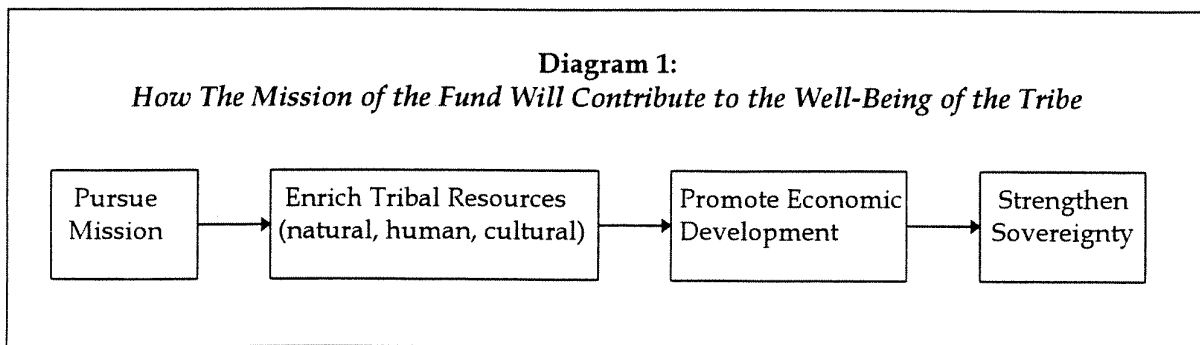 Diagram 1:
How The Mission of the Fund Will Contribute to the Well-Being of the Tribe
Pursue
Mission
Enrich Tribal Resources
(natural, human, cultural)
Promote Economic
Development
Strengthen
Sovereignty